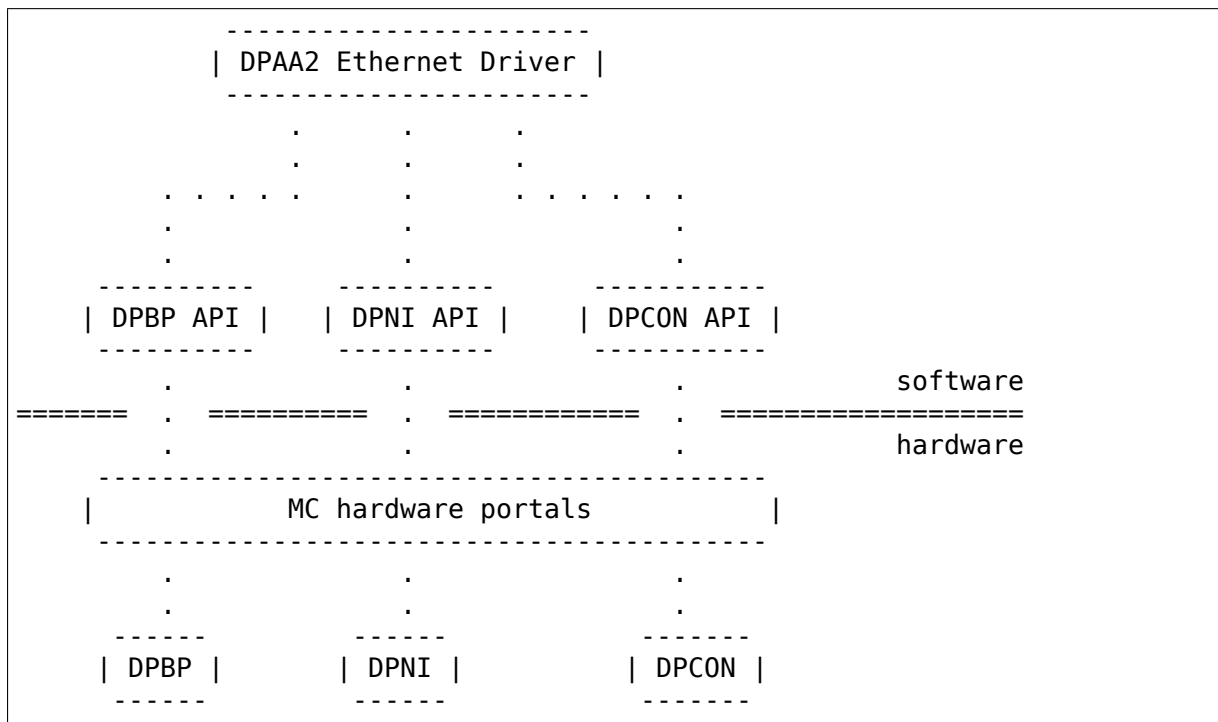 DPAA2 Ethernet Driver
DPBP API DPNI API DPCON API
software
hardware
MC hardware portals
DPBP DPNI DPCON